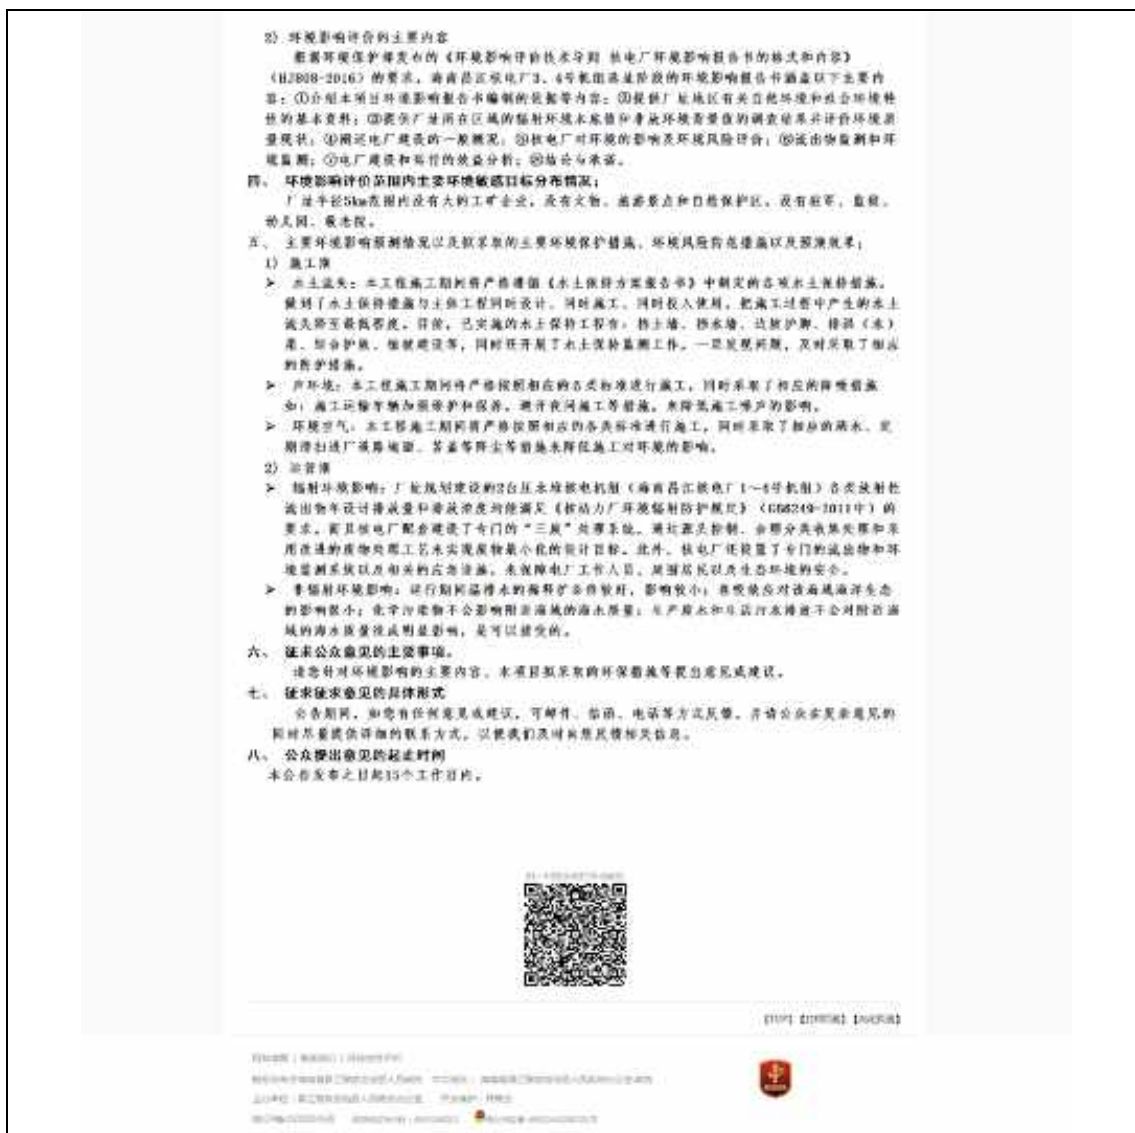 2) 环境影响评价的主要内容
根据环境保护部发布的《环境影响评价技术导则 核电厂环境影响报告书的格式和内容》
(HJ808-2016)的要求,海南昌江核电厂3、4号机组选址阶段的环境影响报告书涵盖以下主要内
容:①介绍本项目环境影响报告书编制的依据等内容;②提供厂址地区有关自然环境和社会环境特
性的基本资料;③提供厂址所在区域的辐射环境本底值和非放环境质量值的调查结果并评价环境质
量现状;④阐述电厂建设的一般概况;⑤核电厂对环境的影响及环境风险评价;⑥流出物监测和环
境监测;⑦电厂建设和运行的效益分析;⑧结论与承诺。
四、 环境影响评价范围内主要环境敏感目标分布情况;
厂址半径5km范围内没有大的工矿企业,没有文物、旅游景点和自然保护区,没有驻军、监狱、
幼儿园、敬老院。
五、 主要环境影响预测情况以及拟采取的主要环境保护措施、环境风险防范措施以及预演效果;
1) 施工期
➢ 水土流失:本工程施工期间将严格遵循《水土保持方案报告书》中制定的各项水土保持措施,
做到了水土保持措施与主体工程同时设计、同时施工、同时投入使用,把施工过程中产生的水土
流失降至最低程度。目前,已实施的水土保持工程有:挡土墙、挡水墙、边坡护脚、排洪(水)
渠、综合护坡、植被建设等,同时还开展了水土保持监测工作,一旦发现问题,及时采取了相应
的防护措施。
➢ 声环境:本工程施工期间将严格按照相应的各类标准进行施工,同时采取了相应的降噪措施
如:施工运输车辆加强维护和保养,避开夜间施工等措施,来降低施工噪声的影响。
➢ 环境空气:本工程施工期间将严格按照相应的各类标准进行施工,同时采取了相应的洒水、定
期清扫进厂道路地面、苫盖等降尘等措施来降低施工对环境的影响。
2) 运营期
➢ 辐射环境影响:厂址规划建设的2台压水堆核电机组(海南昌江核电厂1~4号机组)各类放射性
流出物年设计排放量和排放浓度均能满足《核动力厂环境辐射防护规定》(GB6249-2011年)的
要求。而且核电厂配套建设了专门的“三废”处理系统,通过源头控制、合理分类收集处理和采
用改进的废物处理工艺来实现废物最小化的设计目标。此外,核电厂还设置了专门的流出物和环
境监测系统以及相关的应急设施,来保障电厂工作人员、周围居民以及生态环境的安全。
➢ 非辐射环境影响:运行期间温排水的稀释扩散条件较好,影响较小;卷吸效应对该海域海洋生态
的影响很小;化学污染物不会影响附近海域的海水质量;生产废水和生活污水排放不会对附近海
域的海水质量造成明显影响,是可以接受的。
六、 征求公众意见的主要事项。
请您针对环境影响的主要内容、本项目拟采取的环保措施等提出意见或建议。
七、 征求征求意见的具体形式
公告期间,如您有任何意见或建议,可邮件、信函、电话等方式反馈。并请公众在发表意见的
同时尽量提供详细的联系方式,以便我们及时向您反馈相关信息。
八、 公众提出意见的起止时间
本公告发布之日起15个工作日内。